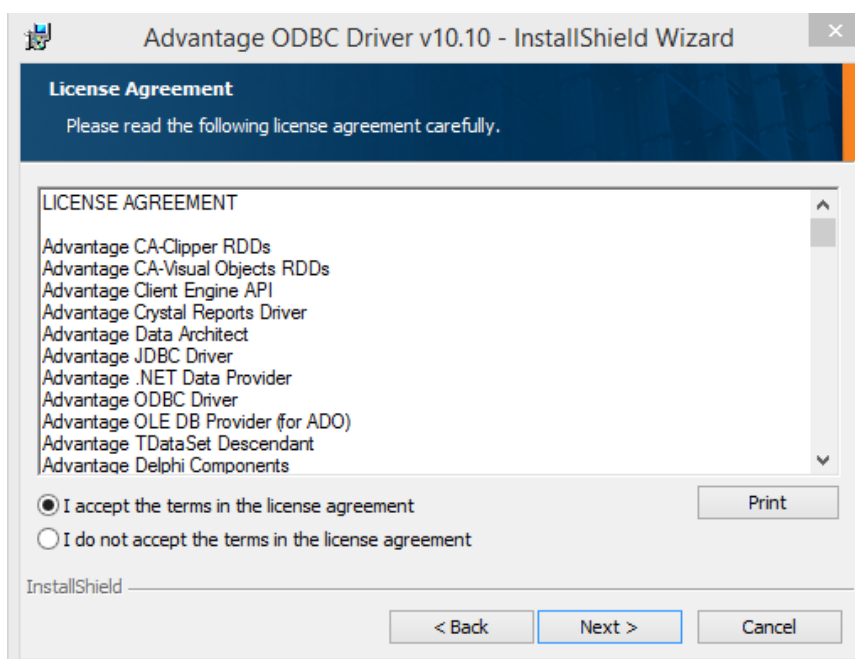 Advantage ODBC Driver v10.10 - InstallShield Wizard
License Agreement
Please read the following license agreement carefully.
LICENSE AGREEMENT
Advantage CA-Clipper RDDs
Advantage CA-Visual Objects RDDs
Advantage Client Engine API
Advantage Crystal Reports Driver
Advantage Data Architect
Advantage JDBC Driver
Advantage .NET Data Provider
Advantage ODBC Driver
Advantage OLE DB Provider (for ADO)
Advantage TDataSet Descendant
Advantage Delphi Components
I accept the terms in the license agreement
Print
I do not accept the terms in the license agreement
InstallShield
< Back
Next >
Cancel